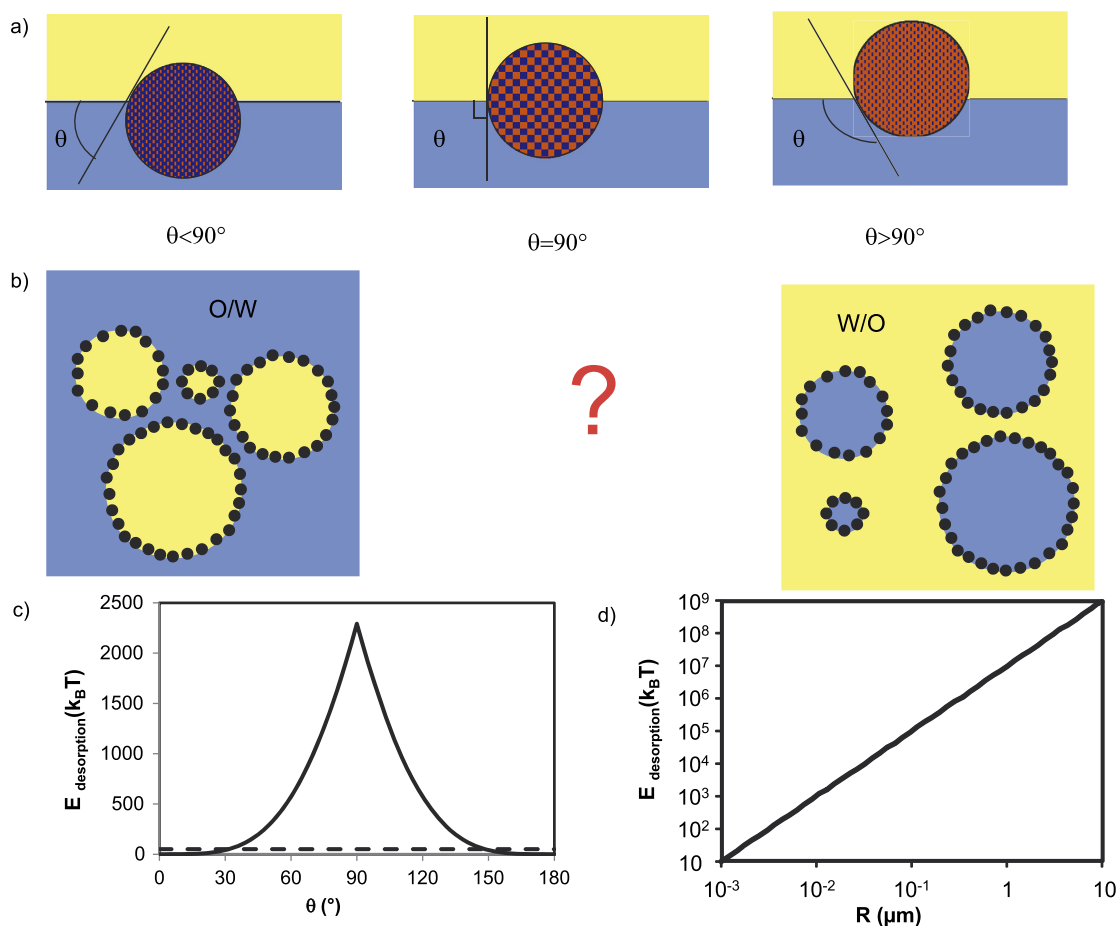 a)
θ
θ
θ
θ<90°
θ=90°
θ>90°
b)
O/W
?
W/O
c)
E desorption(kBT)
2500
2000
1500
1000
500
0
0
30
60
90
120
150
180
θ (°)
d)
E desorption(kBT)
10⁹
10⁸
10⁷
10⁶
10⁵
10⁴
10³
10²
10
10⁻³
10⁻²
10⁻¹
1
10
R (µm)